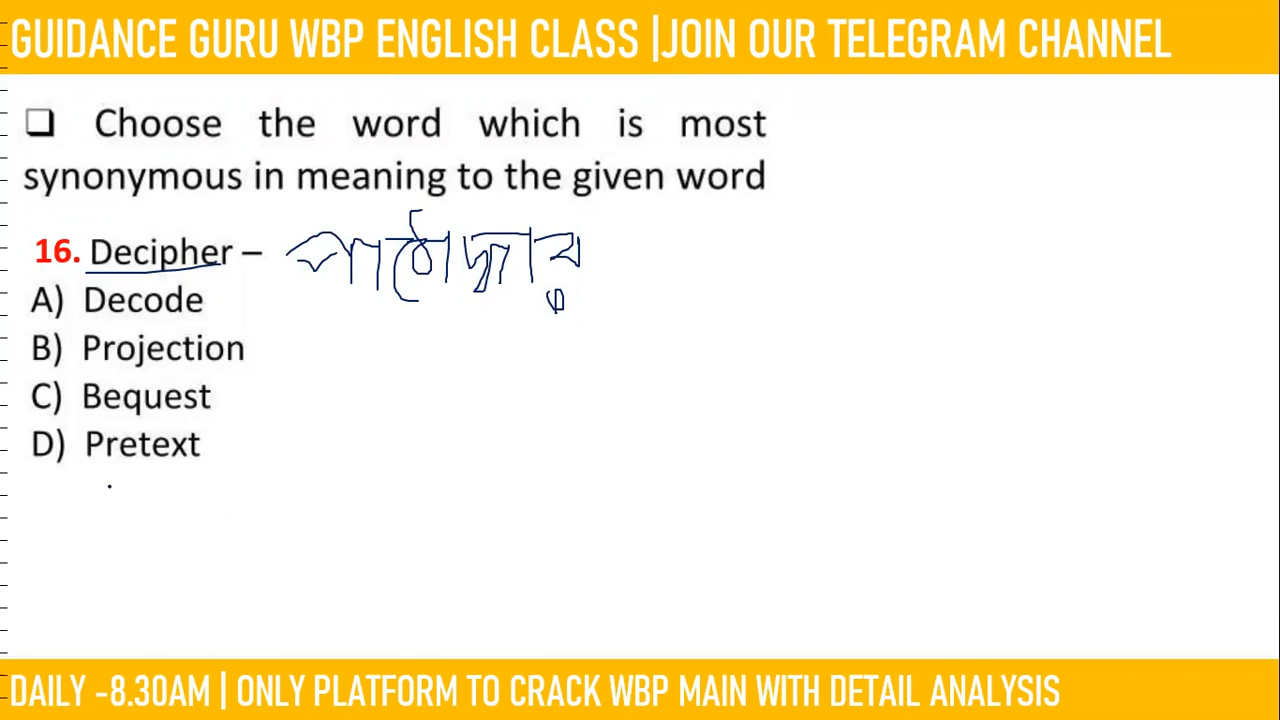 GUIDANCE GURU WBP ENGLISH CLASS |JOIN OUR TELEGRAM CHANNEL
❑ Choose the word which is most
synonymous in meaning to the given word
16. Decipher – পাঠোদ্ধার
A) Decode
B) Projection
C) Bequest
D) Pretext
DAILY -8.30AM | ONLY PLATFORM TO CRACK WBP MAIN WITH DETAIL ANALYSIS